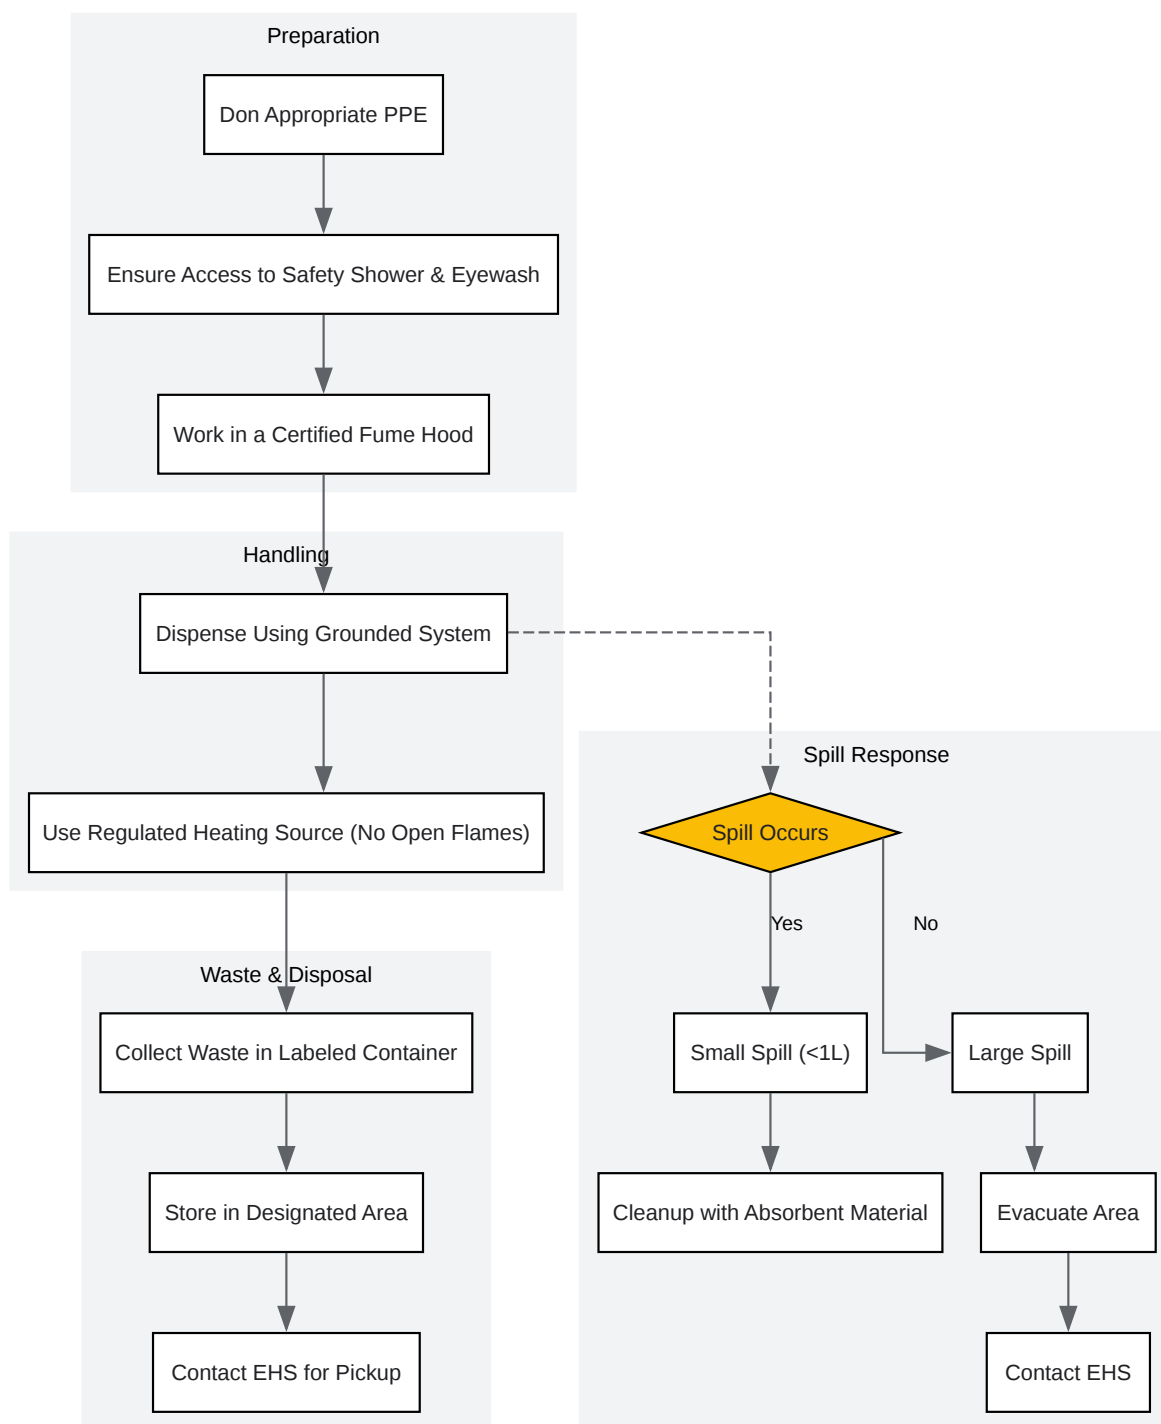 Preparation
Don Appropriate PPE
Ensure Access to Safety Shower & Eyewash
Work in a Certified Fume Hood
Handling
Dispense Using Grounded System
Use Regulated Heating Source (No Open Flames)
Spill Response
Spill Occurs
Yes
No
Small Spill (<1L)
Large Spill
Cleanup with Absorbent Material
Evacuate Area
Contact EHS
Waste & Disposal
Collect Waste in Labeled Container
Store in Designated Area
Contact EHS for Pickup